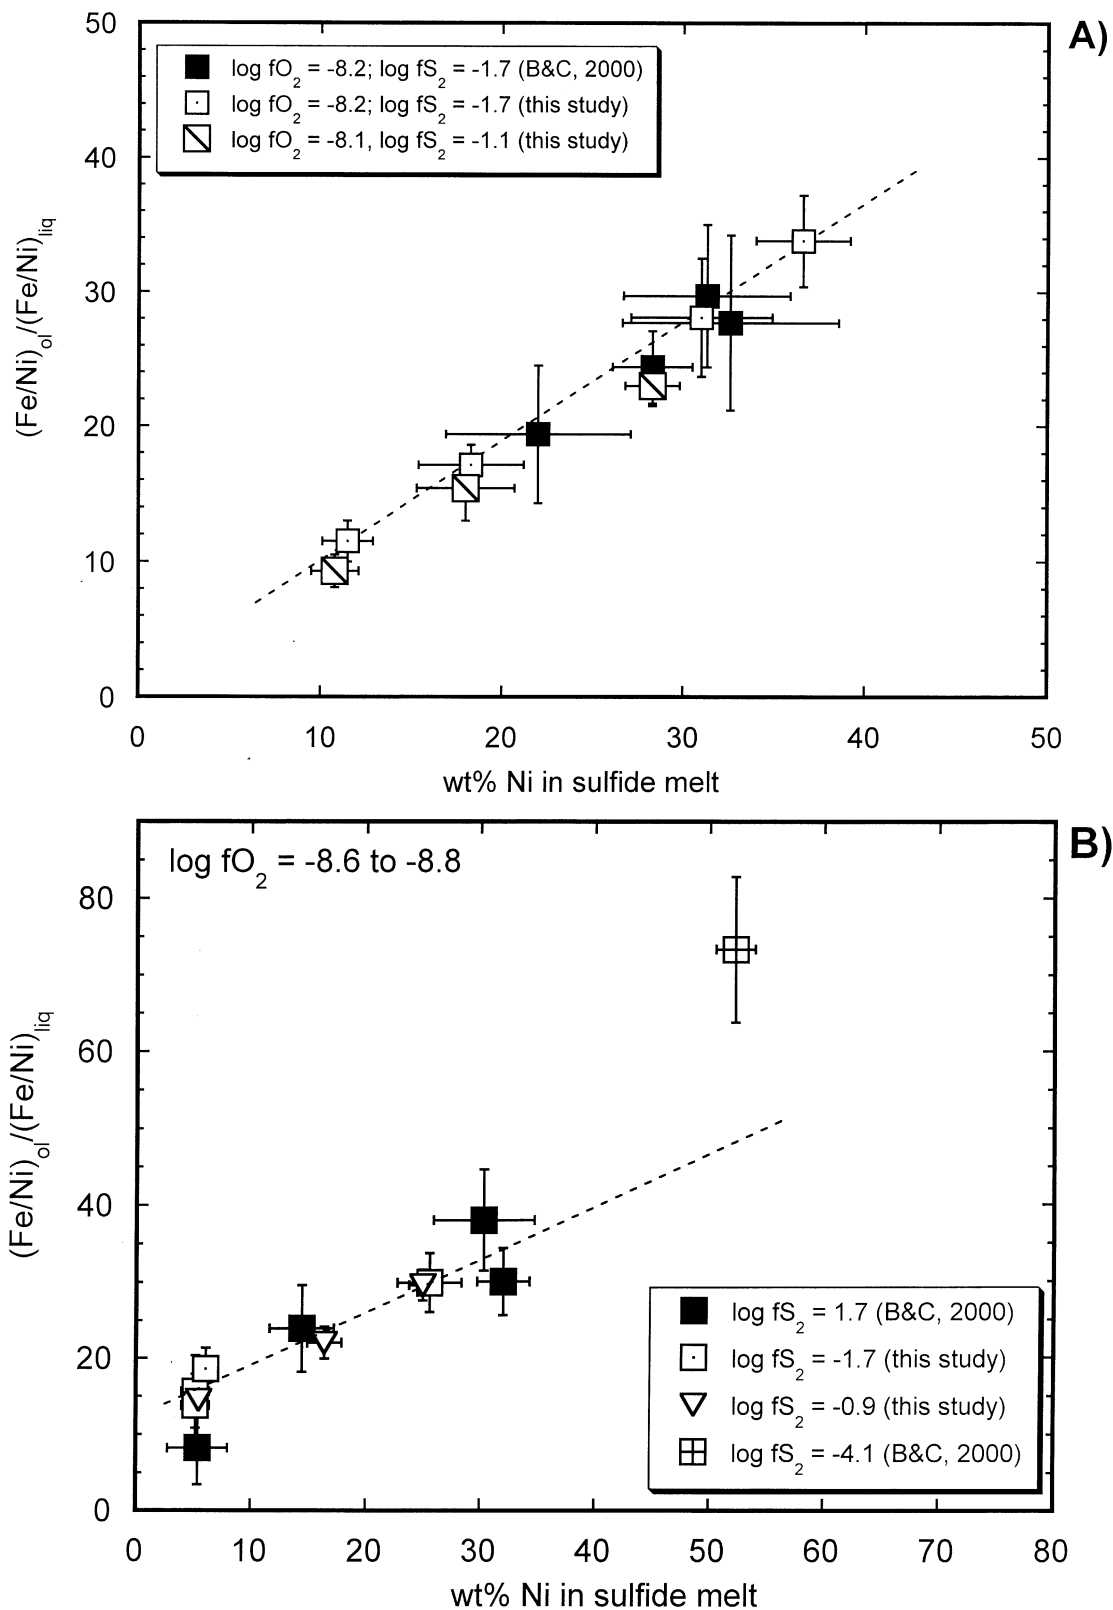 A)
50
40
30
20
10
0
(Fe/Ni)ol/(Fe/Ni)liq
log fO2 = -8.2; log fS2 = -1.7 (B&C, 2000)
log fO2 = -8.2; log fS2 = -1.7 (this study)
log fO2 = -8.1, log fS2 = -1.1 (this study)
0 10 20 30 40 50
wt% Ni in sulfide melt
B)
log fO2 = -8.6 to -8.8
80
60
40
20
0
(Fe/Ni)ol/(Fe/Ni)liq
log fS2 = 1.7 (B&C, 2000)
log fS2 = -1.7 (this study)
log fS2 = -0.9 (this study)
log fS2 = -4.1 (B&C, 2000)
0 10 20 30 40 50 60 70 80
wt% Ni in sulfide melt